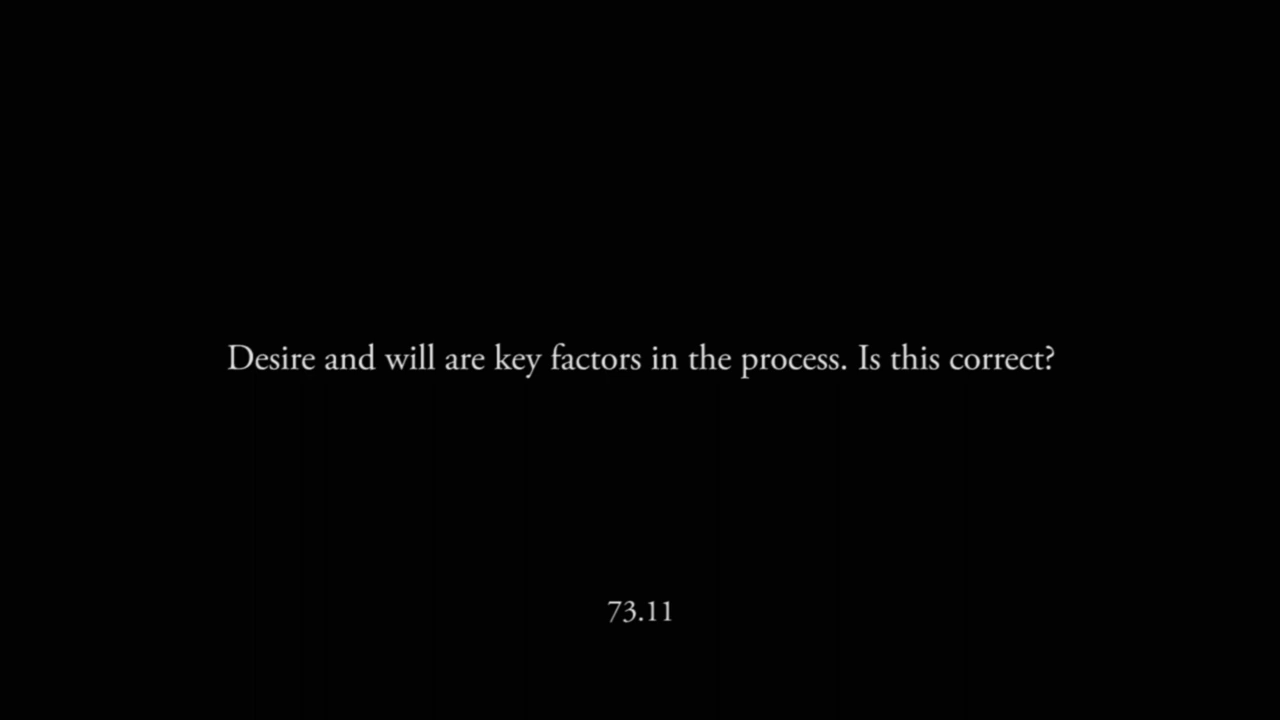 Desire and will are key factors in the process. Is this correct?
73.11